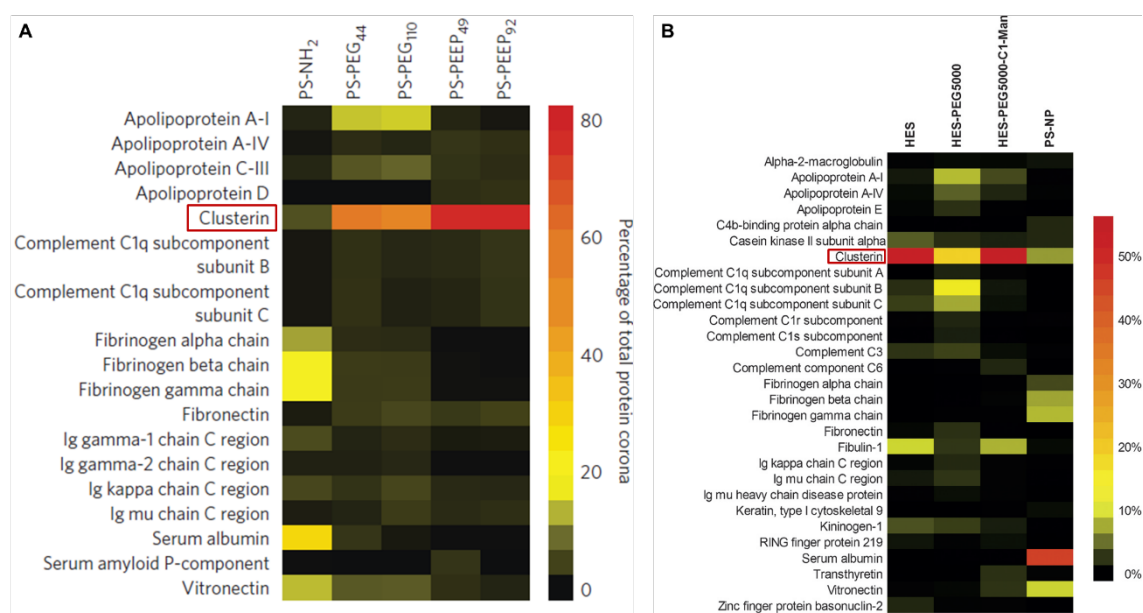 A
PS-NH2
PS-PEG44
PS-PEG110
PS-PEEP49
PS-PEEP92
Apolipoprotein A-I
Apolipoprotein A-IV
Apolipoprotein C-III
Apolipoprotein D
Clusterin
Complement C1q subcomponent
subunit B
Complement C1q subcomponent
subunit C
Fibrinogen alpha chain
Fibrinogen beta chain
Fibrinogen gamma chain
Fibronectin
Ig gamma-1 chain C region
Ig gamma-2 chain C region
Ig kappa chain C region
Ig mu chain C region
Serum albumin
Serum amyloid P-component
Vitronectin
80
60
40
20
0
Percentage of total protein corona
B
HES
HES-PEG5000
HES-PEG5000-C1-Man
PS-NP
Alpha-2-macroglobulin
Apolipoprotein A-I
Apolipoprotein A-IV
Apolipoprotein E
C4b-binding protein alpha chain
Casein kinase II subunit alpha
Clusterin
Complement C1q subcomponent subunit A
Complement C1q subcomponent subunit B
Complement C1q subcomponent subunit C
Complement C1r subcomponent
Complement C1s subcomponent
Complement C3
Complement component C6
Fibrinogen alpha chain
Fibrinogen beta chain
Fibrinogen gamma chain
Fibronectin
Fibulin-1
Ig kappa chain C region
Ig mu chain C region
Ig mu heavy chain disease protein
Keratin, type I cytoskeletal 9
Kininogen-1
RING finger protein 219
Serum albumin
Transthyretin
Vitronectin
Zinc finger protein basonuclin-2
50%
40%
30%
20%
10%
0%